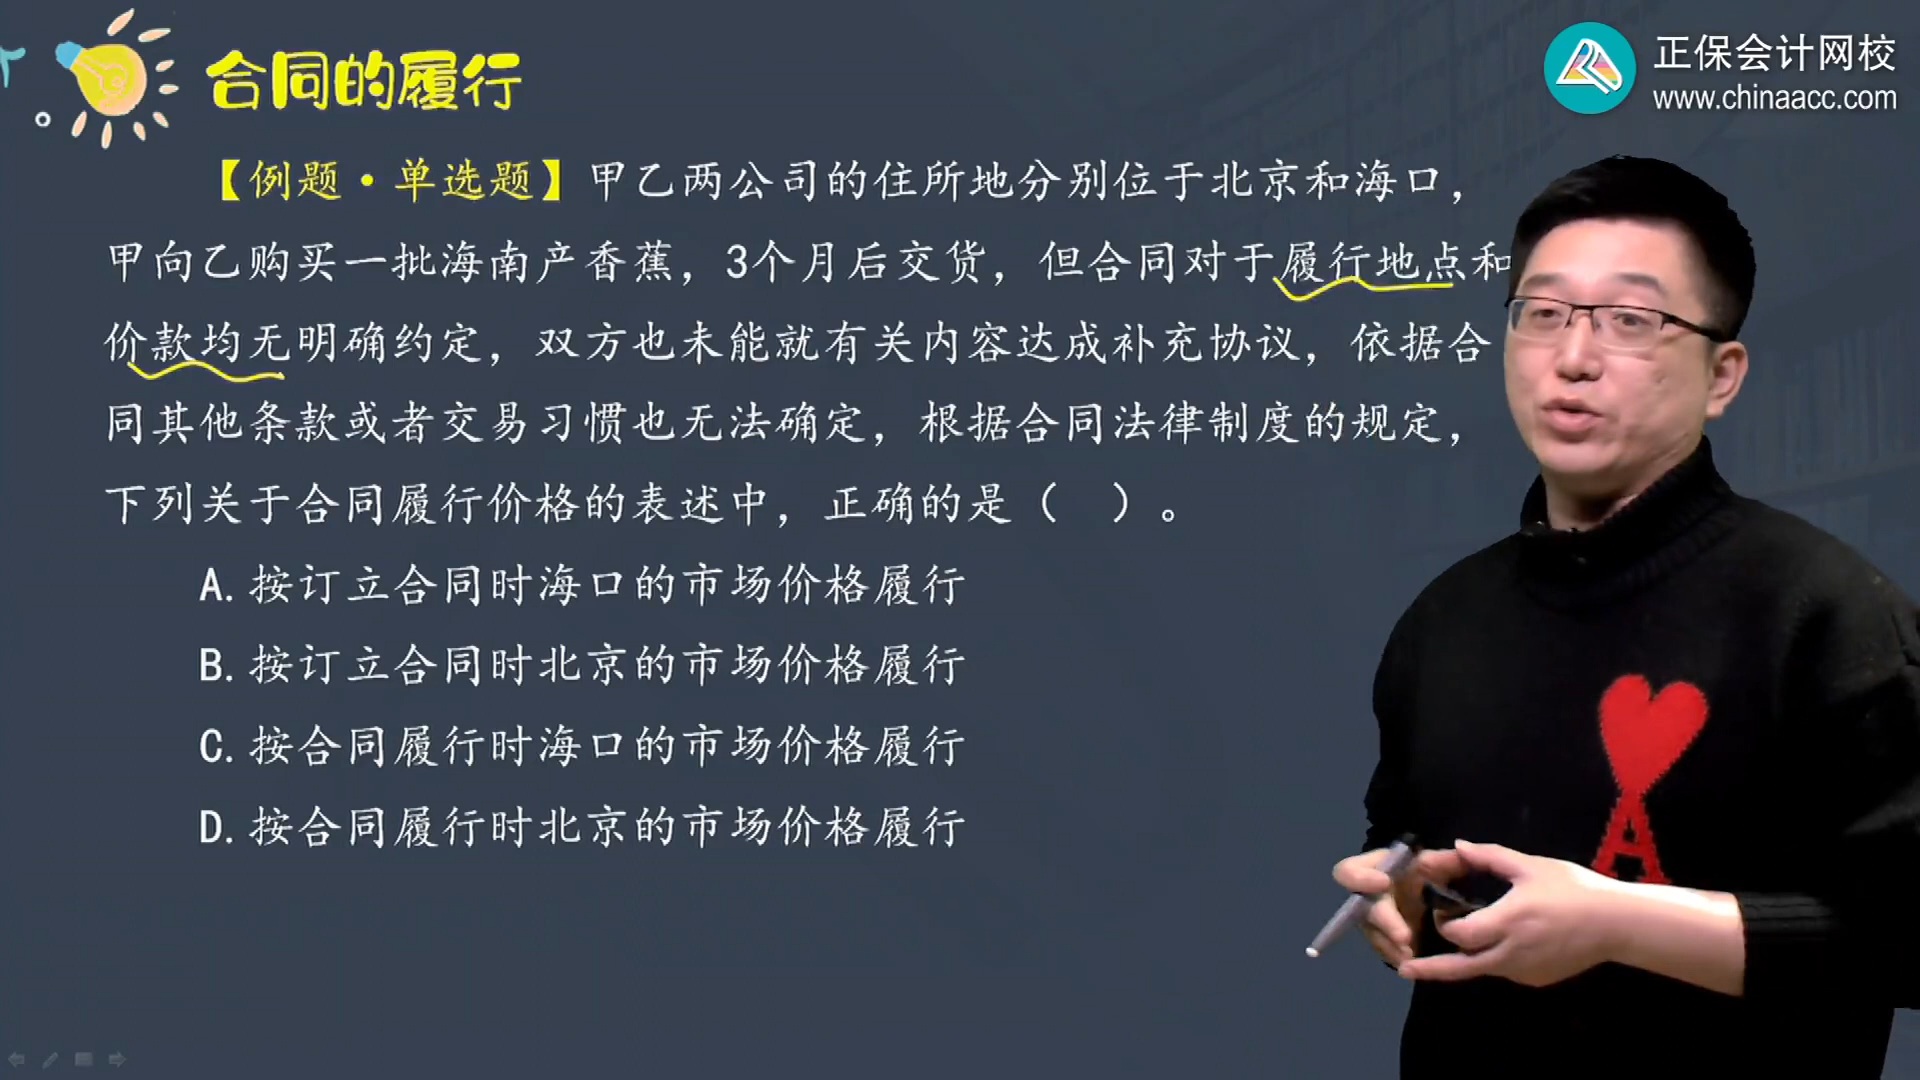 合同的履行
正保会计网校
www.chinaacc.com
【例题·单选题】甲乙两公司的住所地分别位于北京和海口，
甲向乙购买一批海南产香蕉，3个月后交货，但合同对于履行地点和
价款均无明确约定，双方也未能就有关内容达成补充协议，依据合
同其他条款或者交易习惯也无法确定，根据合同法律制度的规定，
下列关于合同履行价格的表述中，正确的是（　）。
A.按订立合同时海口的市场价格履行
B.按订立合同时北京的市场价格履行
C.按合同履行时海口的市场价格履行
D.按合同履行时北京的市场价格履行
A